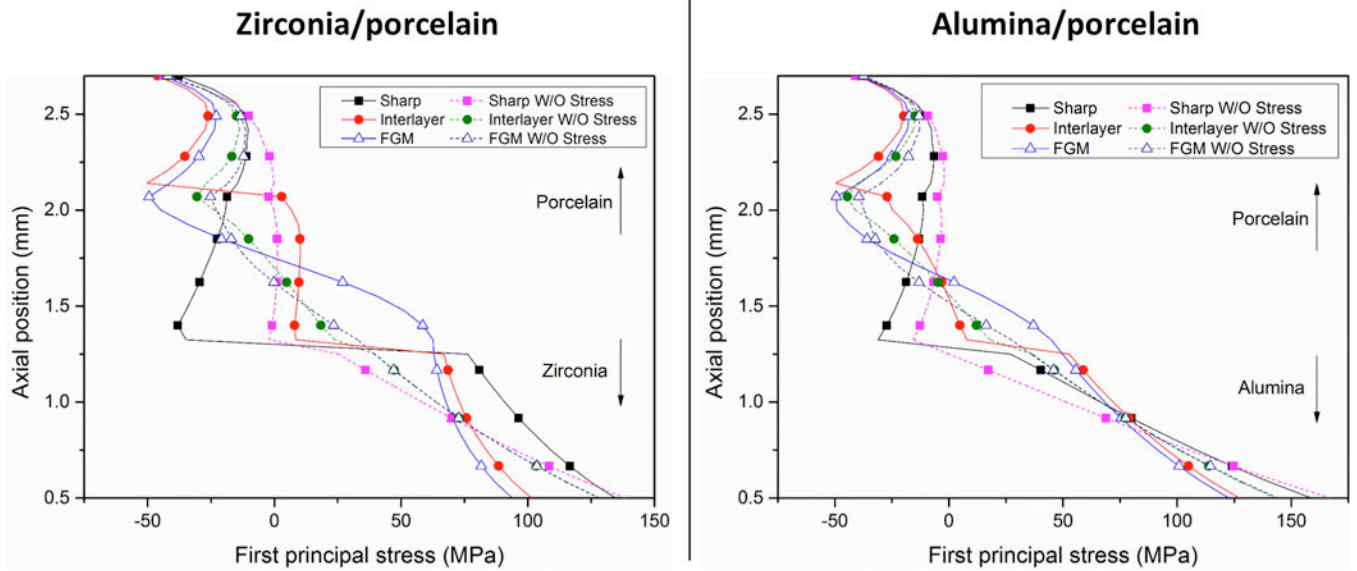 Zirconia/porcelain
Sharp
Sharp W/O Stress
Interlayer
Interlayer W/O Stress
FGM
FGM W/O Stress
Porcelain
Zirconia
Axial position (mm)
2.5
2.0
1.5
1.0
0.5
-50
0
50
100
150
First principal stress (MPa)
Alumina/porcelain
Sharp
Sharp W/O Stress
Interlayer
Interlayer W/O Stress
FGM
FGM W/O Stress
Porcelain
Alumina
Axial position (mm)
2.5
2.0
1.5
1.0
0.5
-50
0
50
100
150
First principal stress (MPa)